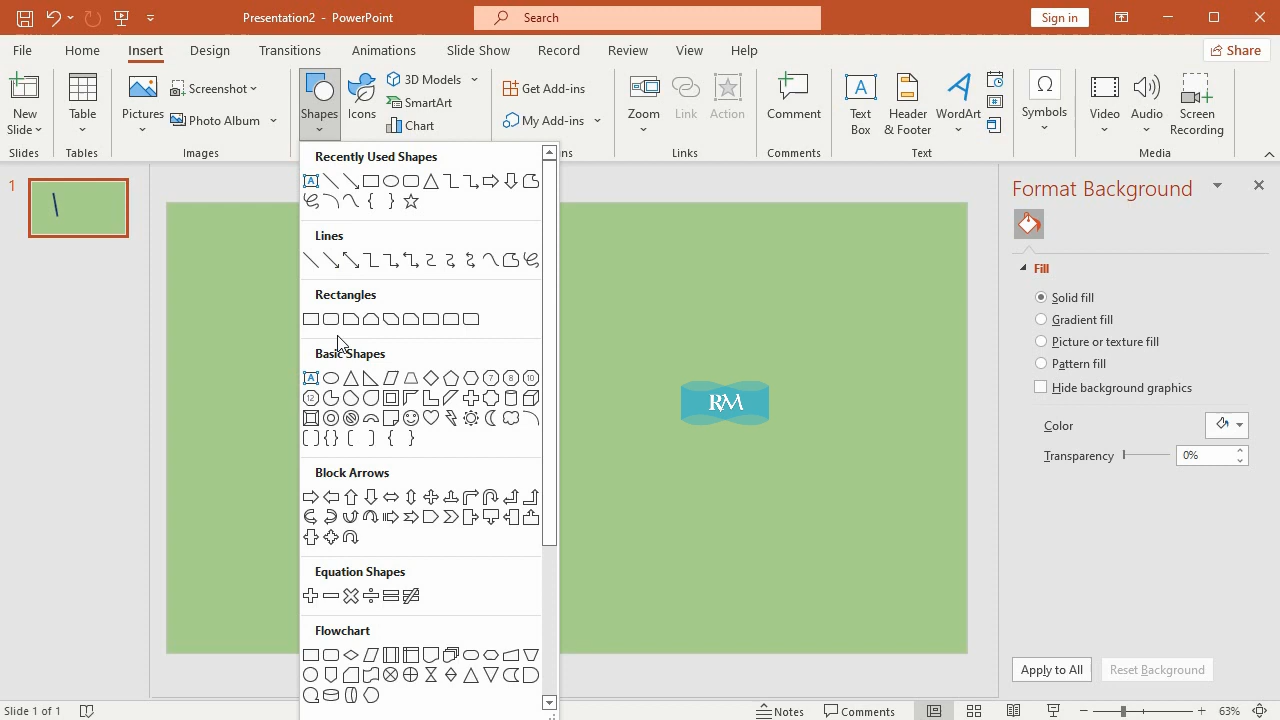 Presentation2 - PowerPoint
Search
Sign in
File Home Insert Design Transitions Animations Slide Show Record Review View Help
Share
New Slide
Table
Pictures
Screenshot
Photo Album
Shapes
Icons
3D Models
SmartArt
Chart
Get Add-ins
My Add-ins
Zoom
Link
Action
Comment
Text Box
Header & Footer
WordArt
Symbols
Video
Audio
Screen Recording
Slides
Tables
Images
ns
Links
Comments
Text
Media
Recently Used Shapes
Lines
Rectangles
Basic Shapes
Block Arrows
Equation Shapes
Flowchart
1
RM
Format Background
Fill
Solid fill
Gradient fill
Picture or texture fill
Pattern fill
Hide background graphics
Color
Transparency 0%
Apply to All
Reset Background
Slide 1 of 1
Notes
Comments
63%